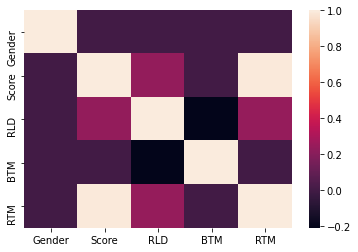 Gender
Score
RLD
BTM
RTM
Gender Score RLD BTM RTM
1.0
0.8
0.6
0.4
0.2
0.0
−0.2